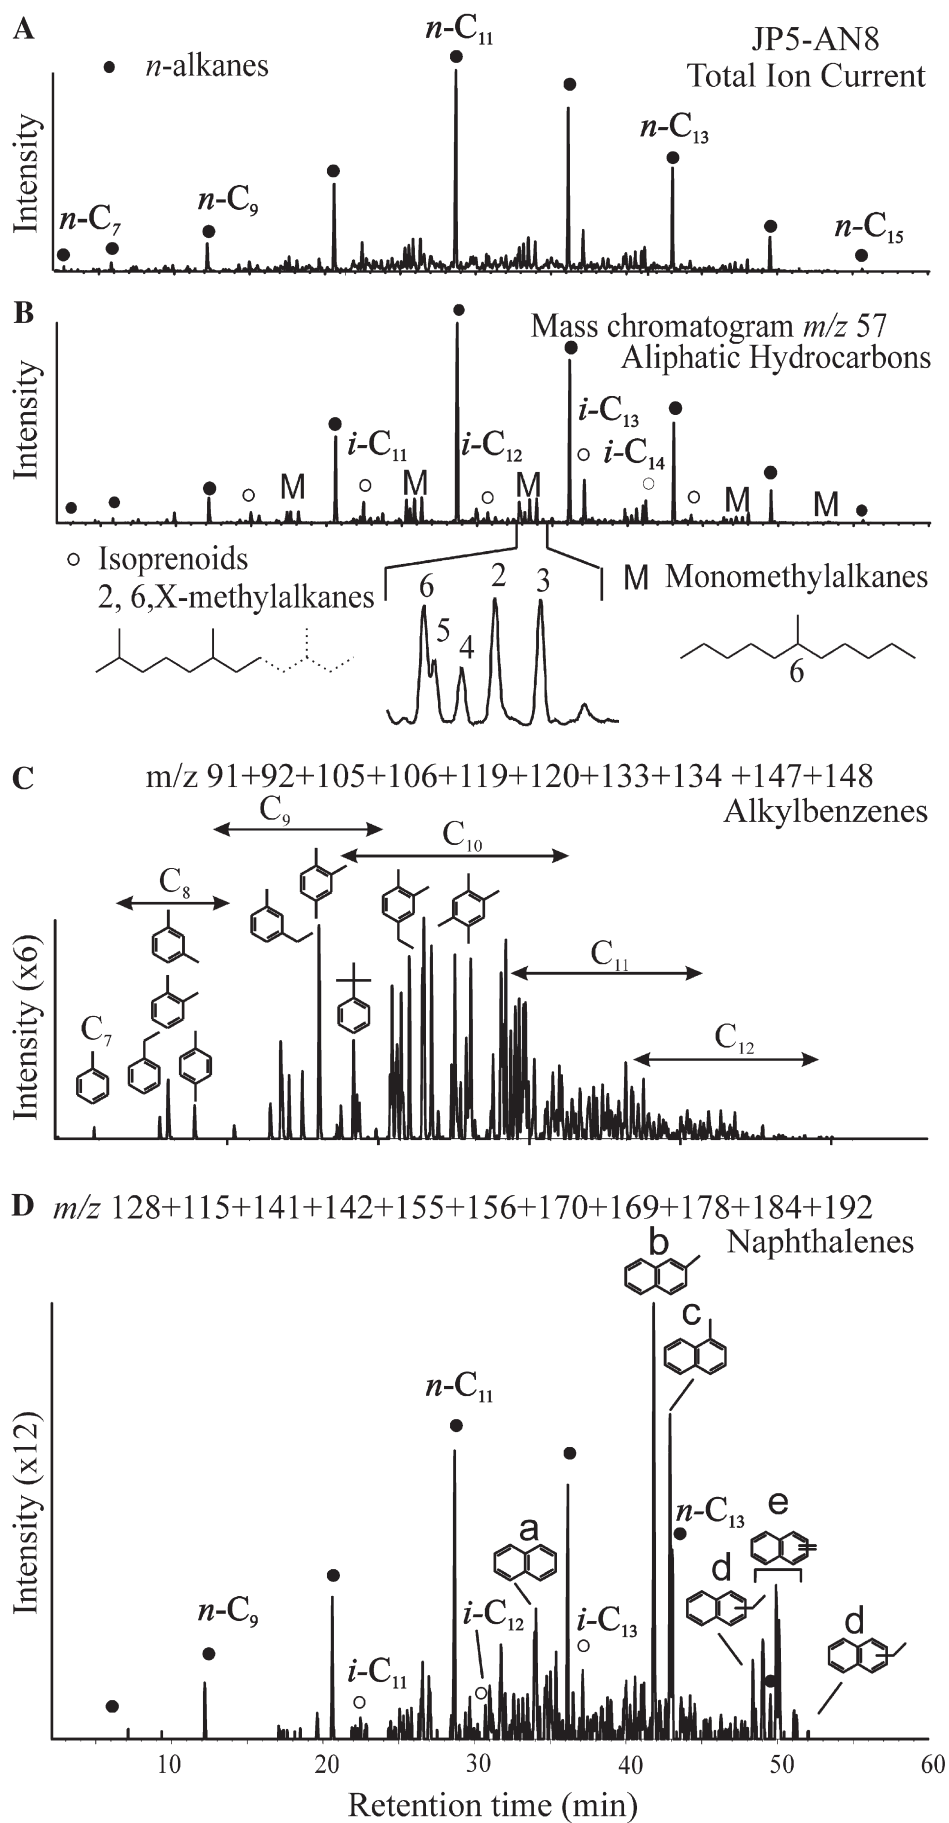 A
n-C11
JP5-AN8
● n-alkanes
Total Ion Current
n-C13
n-C9
n-C7
n-C15
Intensity
B
Mass chromatogram m/z 57
Aliphatic Hydrocarbons
i-C13
i-C11
i-C12
i-C14
M
M
M
M
M
Intensity
○ Isoprenoids
2, 6,X-methylalkanes
6
5
4
2
3
M Monomethylalkanes
6
C
m/z 91+92+105+106+119+120+133+134 +147+148
Alkylbenzenes
C9
C10
C8
C11
C7
C12
Intensity (x6)
D m/z 128+115+141+142+155+156+170+169+178+184+192
Naphthalenes
b
c
n-C11
n-C13
e
a
d
n-C9
i-C12
i-C13
d
i-C11
Intensity (x12)
10
20
30
40
50
60
Retention time (min)